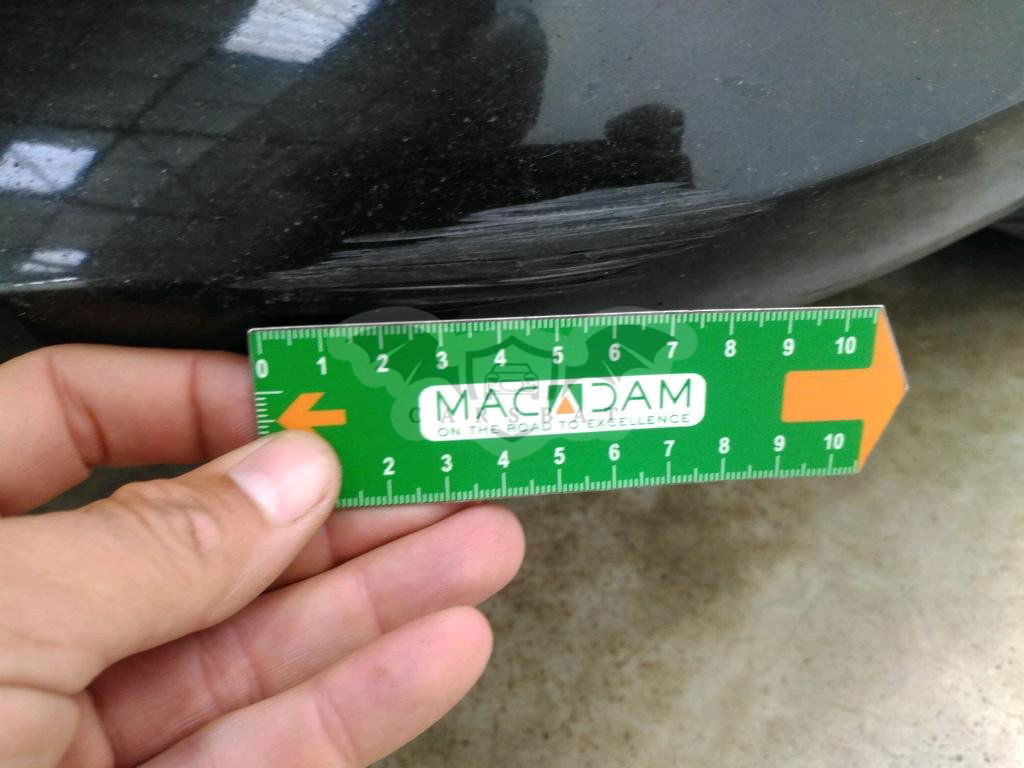 0 1 2 3 4 5 6 7 8 9 10
MACADAM
CARSBAT
ON THE ROAD TO EXCELLENCE
2 3 4 5 6 7 8 9 10